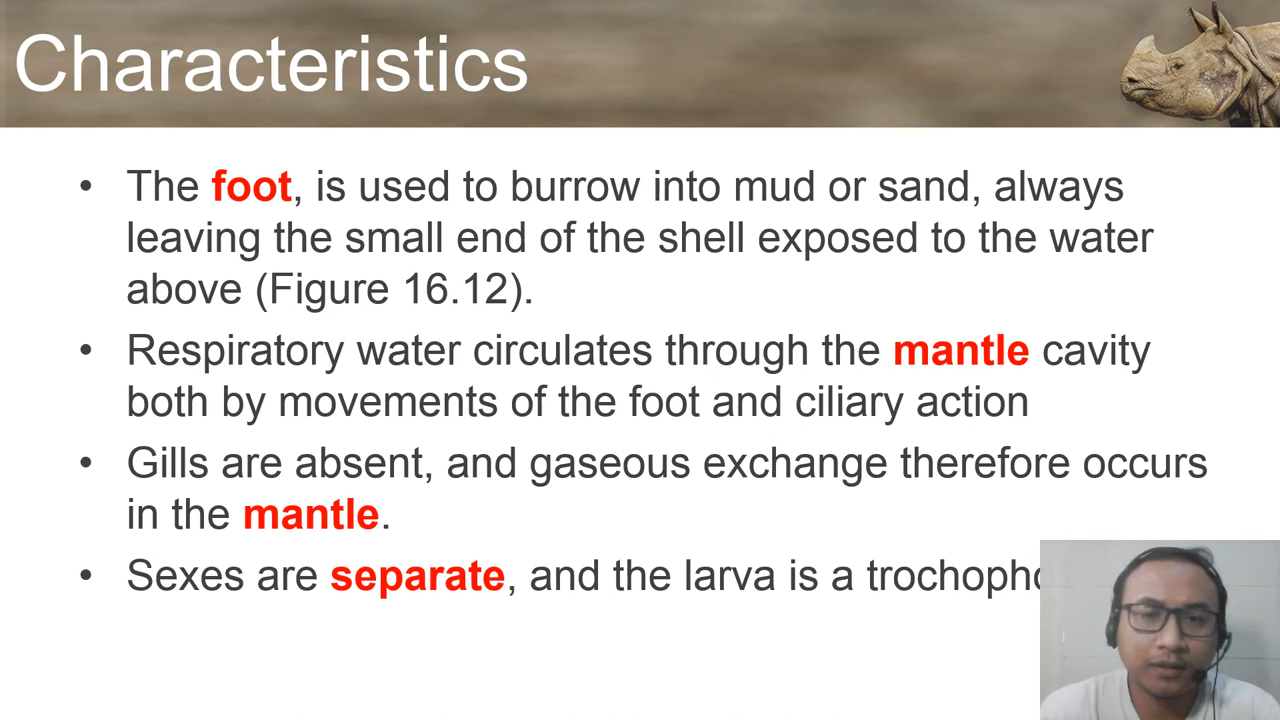 Characteristics
• The foot, is used to burrow into mud or sand, always
leaving the small end of the shell exposed to the water
above (Figure 16.12).
• Respiratory water circulates through the mantle cavity
both by movements of the foot and ciliary action
• Gills are absent, and gaseous exchange therefore occurs
in the mantle.
• Sexes are separate, and the larva is a